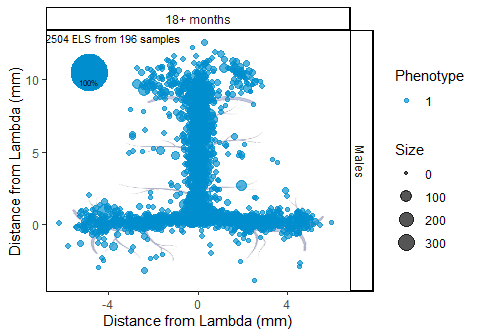 18+ months
2504 ELS from 196 samples
100%
10
5
0
-4
0
4
Distance from Lambda (mm)
Distance from Lambda (mm)
Males
Phenotype
1
Size
0
100
200
300